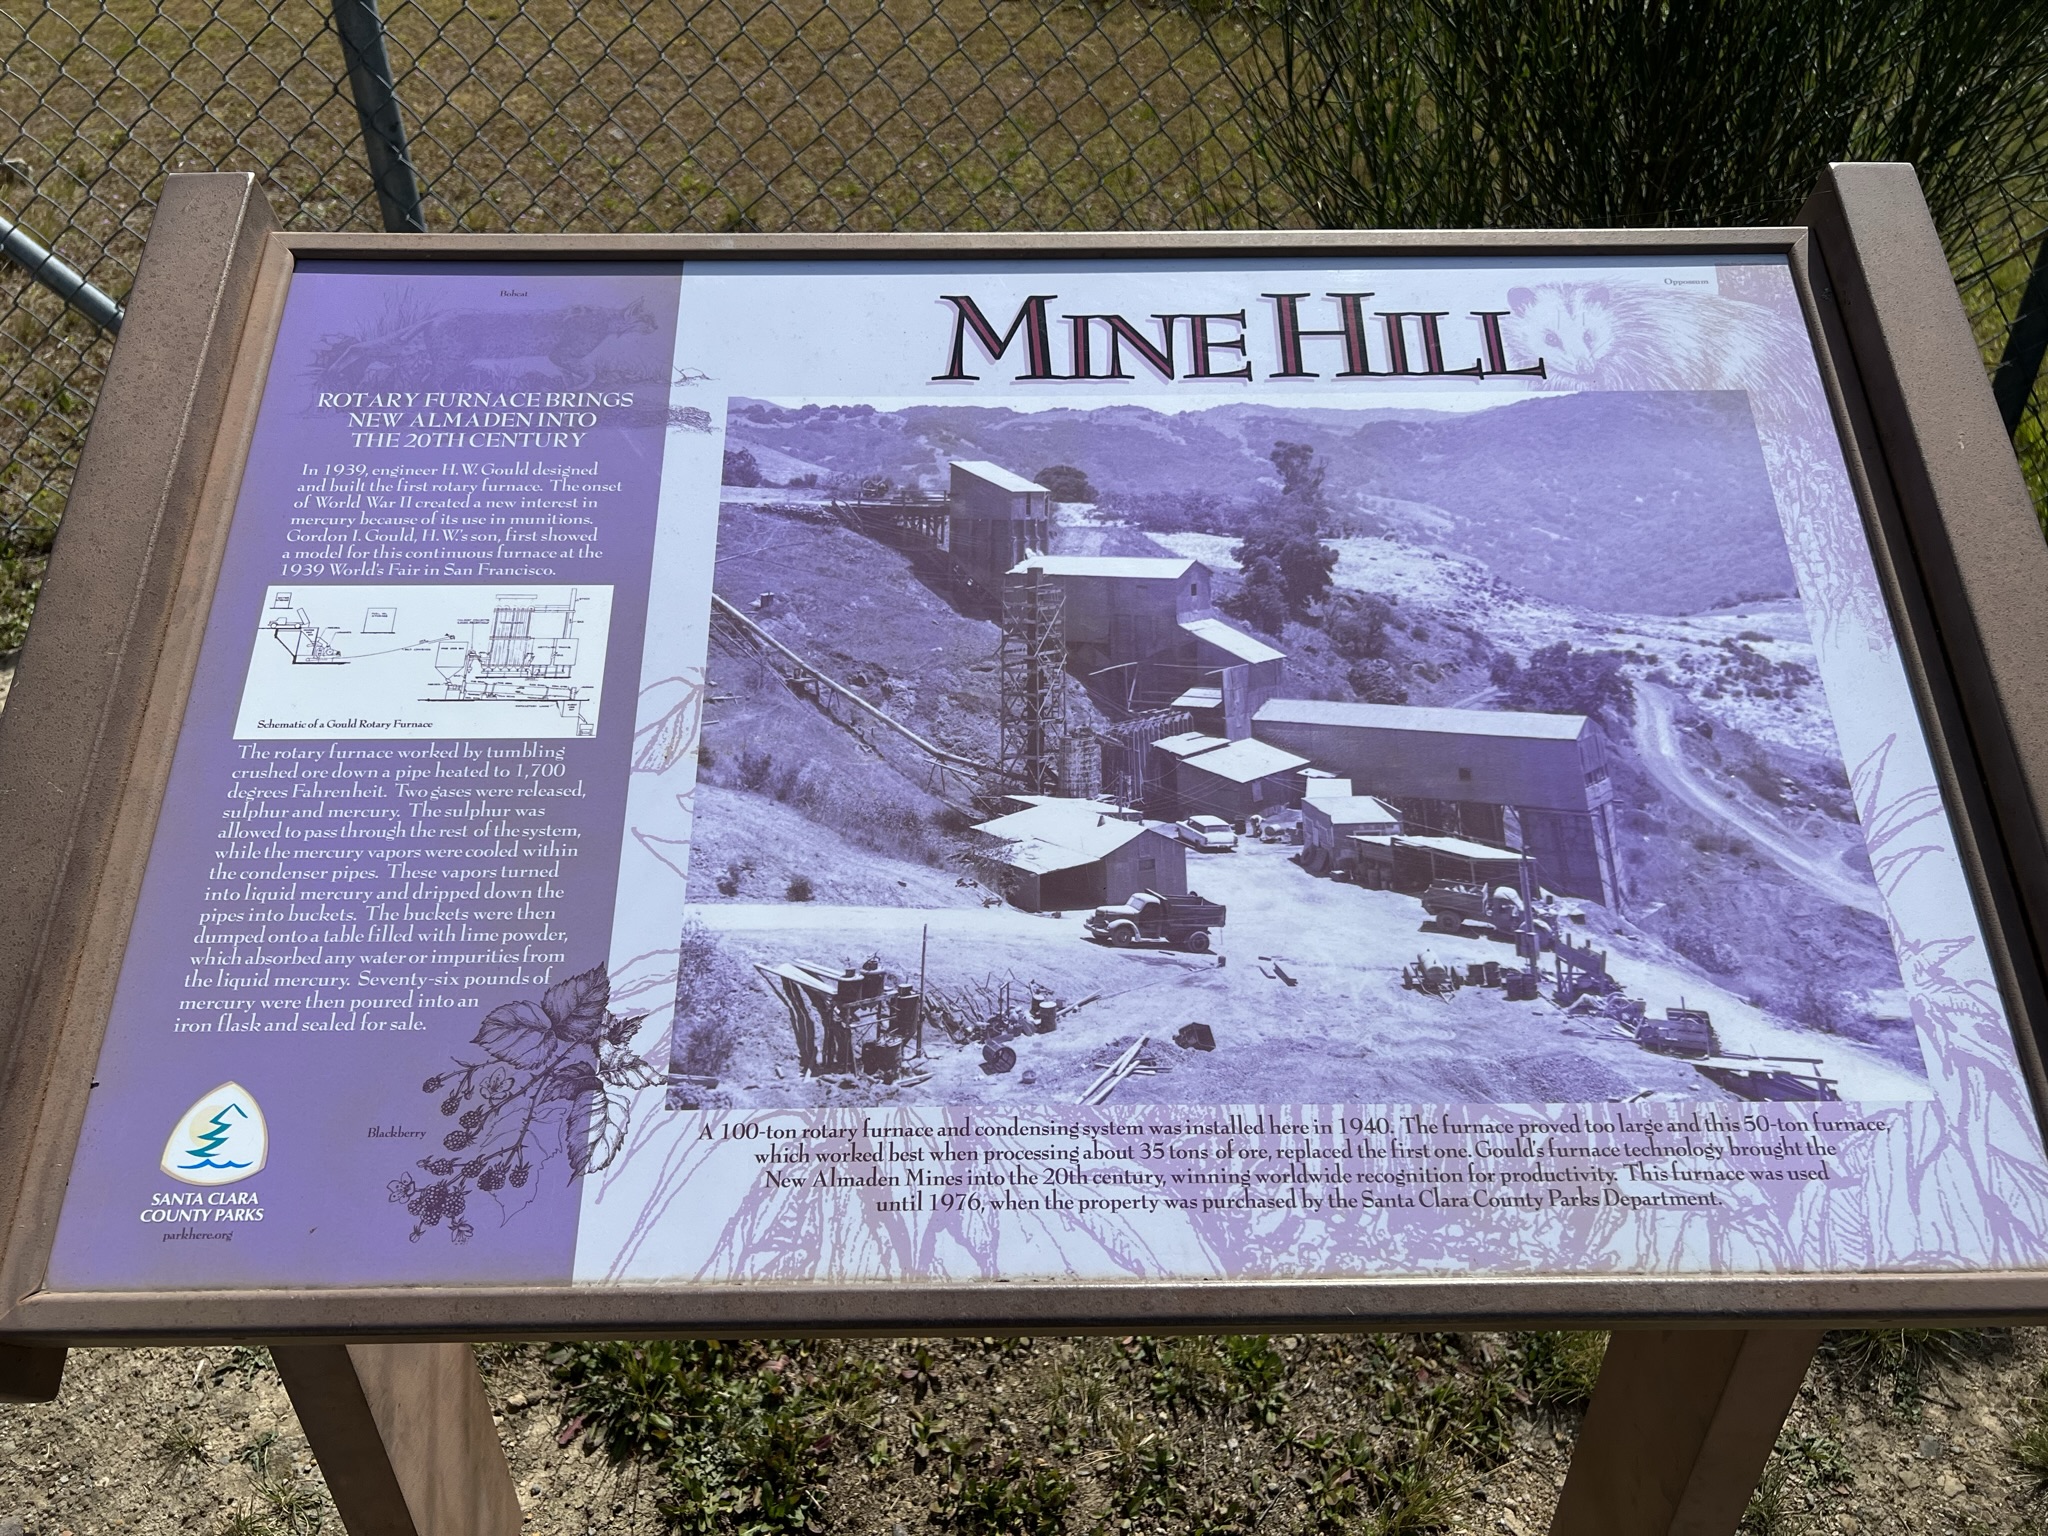 Bobcat
Oppossum
MINE HILL
ROTARY FURNACE BRINGS
NEW ALMADEN INTO
THE 20TH CENTURY
In 1939, engineer H. W. Gould designed
and built the first rotary furnace. The onset
of World War II created a new interest in
mercury because of its use in munitions.
Gordon I. Gould, H.W.'s son, first showed
a model for this continuous furnace at the
1939 World's Fair in San Francisco.
Schematic of a Gould Rotary Furnace
The rotary furnace worked by tumbling
crushed ore down a pipe heated to 1,700
degrees Fahrenheit. Two gases were released,
sulphur and mercury. The sulphur was
allowed to pass through the rest of the system,
while the mercury vapors were cooled within
the condenser pipes. These vapors turned
into liquid mercury and dripped down the
pipes into buckets. The buckets were then
dumped onto a table filled with lime powder,
which absorbed any water or impurities from
the liquid mercury. Seventy-six pounds of
mercury were then poured into an
iron flask and sealed for sale.
Blackberry
SANTA CLARA
COUNTY PARKS
parkhere.org
A 100-ton rotary furnace and condensing system was installed here in 1940. The furnace proved too large and this 50-ton furnace,
which worked best when processing about 35 tons of ore, replaced the first one. Gould's furnace technology brought the
New Almaden Mines into the 20th century, winning worldwide recognition for productivity. This furnace was used
until 1976, when the property was purchased by the Santa Clara County Parks Department.